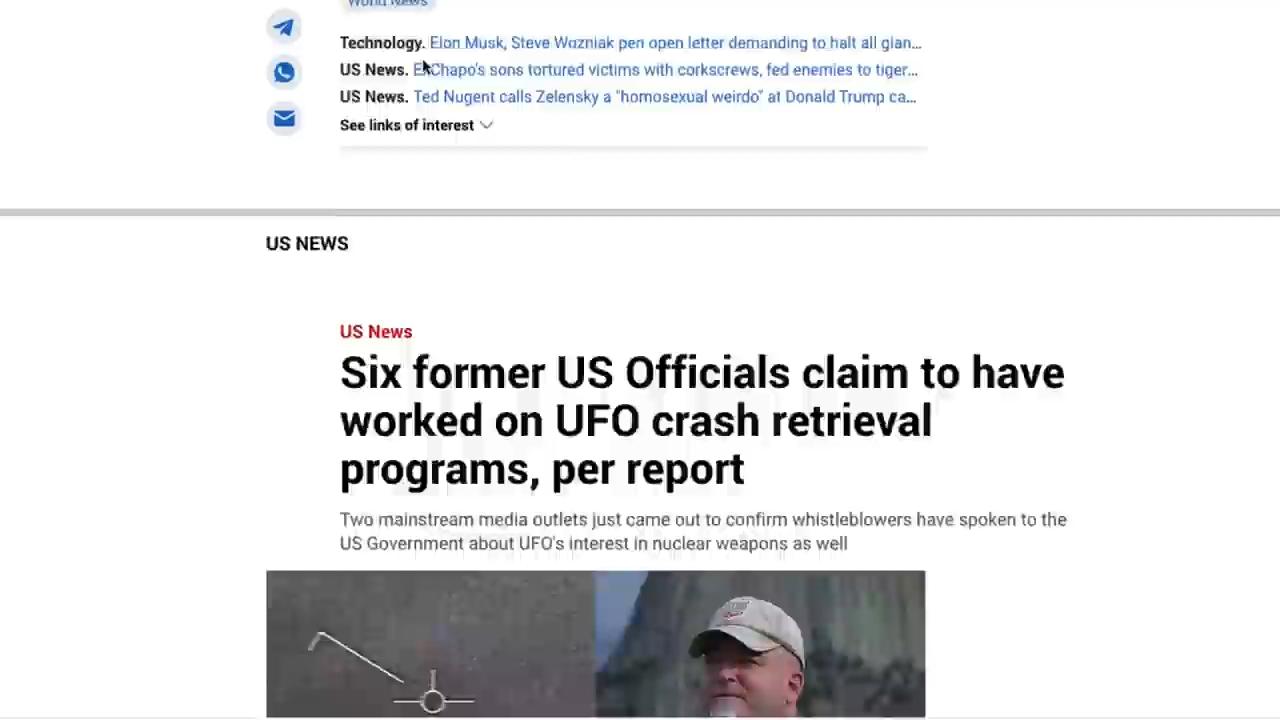 World News
Technology. Elon Musk, Steve Wozniak pen open letter demanding to halt all gian...
US News. El Chapo's sons tortured victims with corkscrews, fed enemies to tiger...
US News. Ted Nugent calls Zelensky a "homosexual weirdo" at Donald Trump ca...
See links of interest
US NEWS
US News
Six former US Officials claim to have
worked on UFO crash retrieval
programs, per report
Two mainstream media outlets just came out to confirm whistleblowers have spoken to the
US Government about UFO's interest in nuclear weapons as well